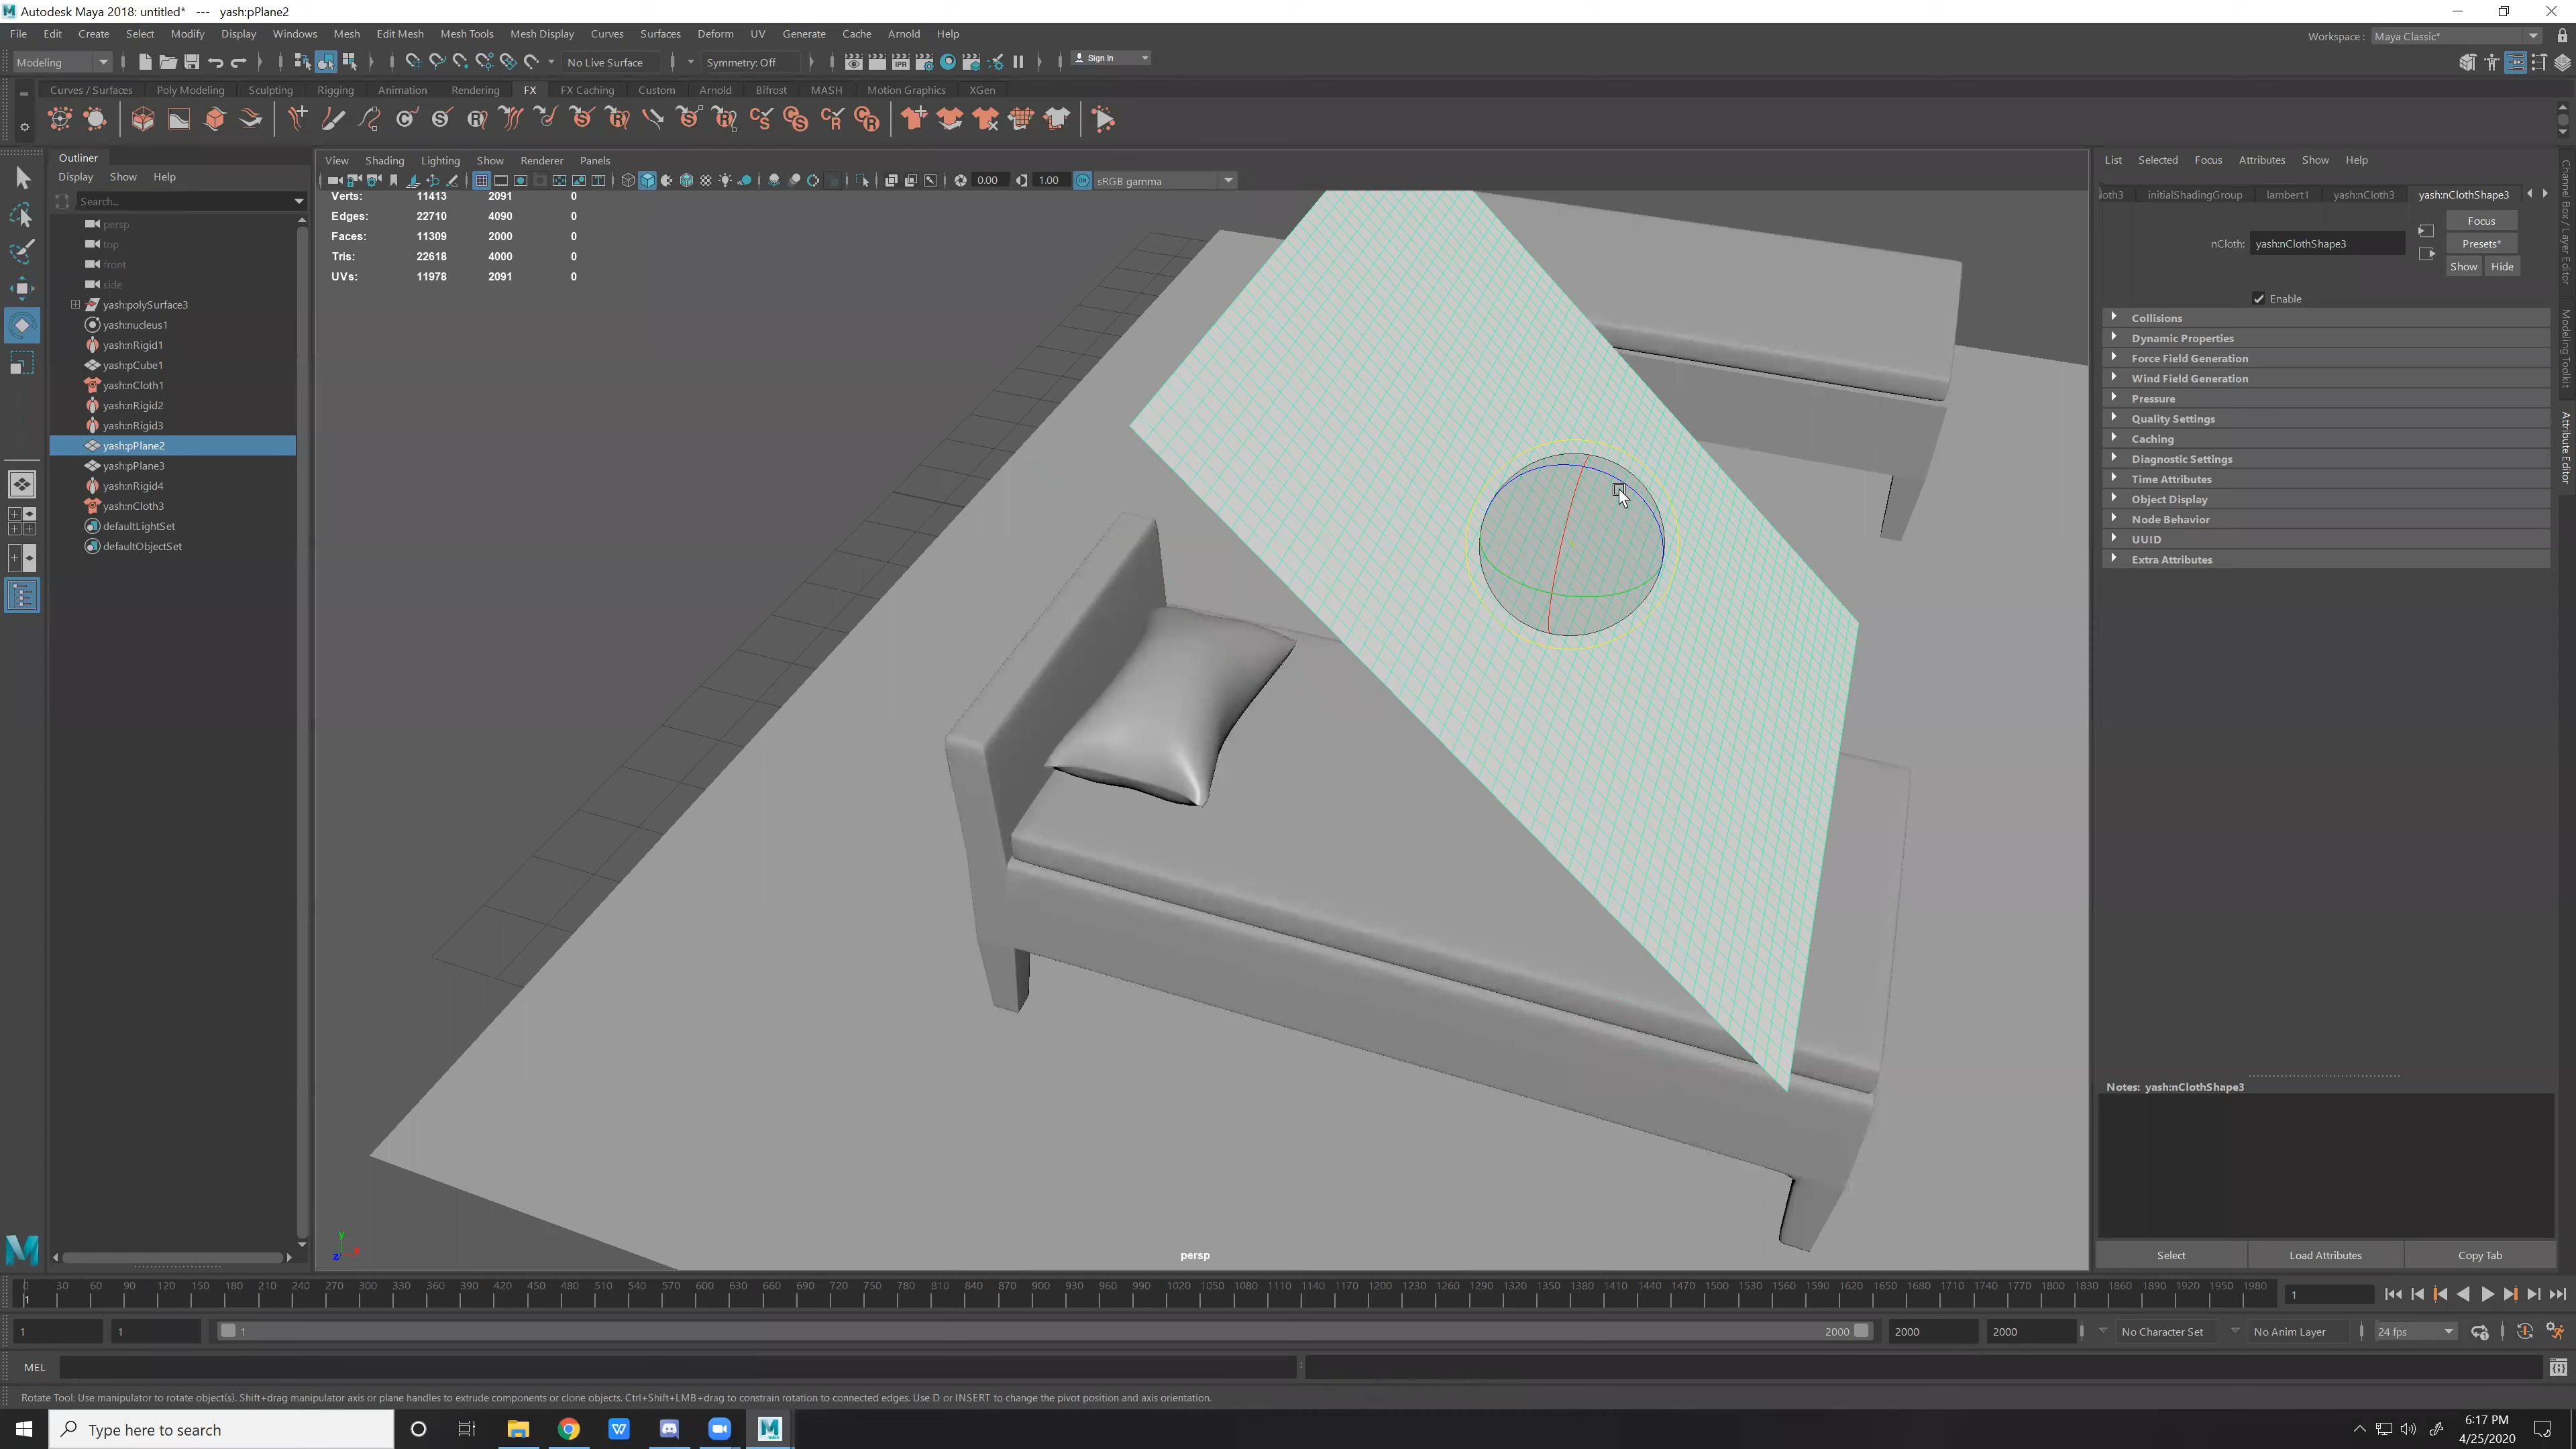 Autodesk Maya 2018: untitled*   ---   yash:pPlane2
File Edit Create Select Modify Display Windows Mesh Edit Mesh Mesh Tools Mesh Display Curves Surfaces Deform UV Generate Cache Arnold Help
Workspace : Maya Classic*
Modeling No Live Surface Symmetry: Off Sign In
Curves / Surfaces Poly Modeling Sculpting Rigging Animation Rendering FX FX Caching Custom Arnold Bifrost MASH Motion Graphics XGen
Outliner
Display Show Help
Search...
persp
top
front
side
yash:polySurface3
yash:nucleus1
yash:nRigid1
yash:pCube1
yash:nCloth1
yash:nRigid2
yash:nRigid3
yash:pPlane2
yash:pPlane3
yash:nRigid4
yash:nCloth3
defaultLightSet
defaultObjectSet
View Shading Lighting Show Renderer Panels
0.00 1.00 sRGB gamma
Verts: 11413 2091 0
Edges: 22710 4090 0
Faces: 11309 2000 0
Tris: 22618 4000 0
UVs: 11978 2091 0
y
z x
persp
List Selected Focus Attributes Show Help
loth3 initialShadingGroup lambert1 yash:nCloth3 yash:nClothShape3
Focus
nCloth: yash:nClothShape3 Presets*
Show Hide
Enable
Collisions
Dynamic Properties
Force Field Generation
Wind Field Generation
Pressure
Quality Settings
Caching
Diagnostic Settings
Time Attributes
Object Display
Node Behavior
UUID
Extra Attributes
Notes: yash:nClothShape3
Select Load Attributes Copy Tab
Channel Box / Layer Editor
Modeling Toolkit
Attribute Editor
0 30 60 90 120 150 180 210 240 270 300 330 360 390 420 450 480 510 540 570 600 630 660 690 720 750 780 810 840 870 900 930 960 990 1020 1050 1080 1110 1140 1170 1200 1230 1260 1290 1320 1350 1380 1410 1440 1470 1500 1530 1560 1590 1620 1650 1680 1710 1740 1770 1800 1830 1860 1890 1920 1950 1980
1 1
1 1 1 2000 2000 2000 No Character Set No Anim Layer 24 fps
MEL
Rotate Tool: Use manipulator to rotate object(s). Shift+drag manipulator axis or plane handles to extrude components or clone objects. Ctrl+Shift+LMB+drag to constrain rotation to connected edges. Use D or INSERT to change the pivot position and axis orientation.
Type here to search
6:17 PM
4/25/2020